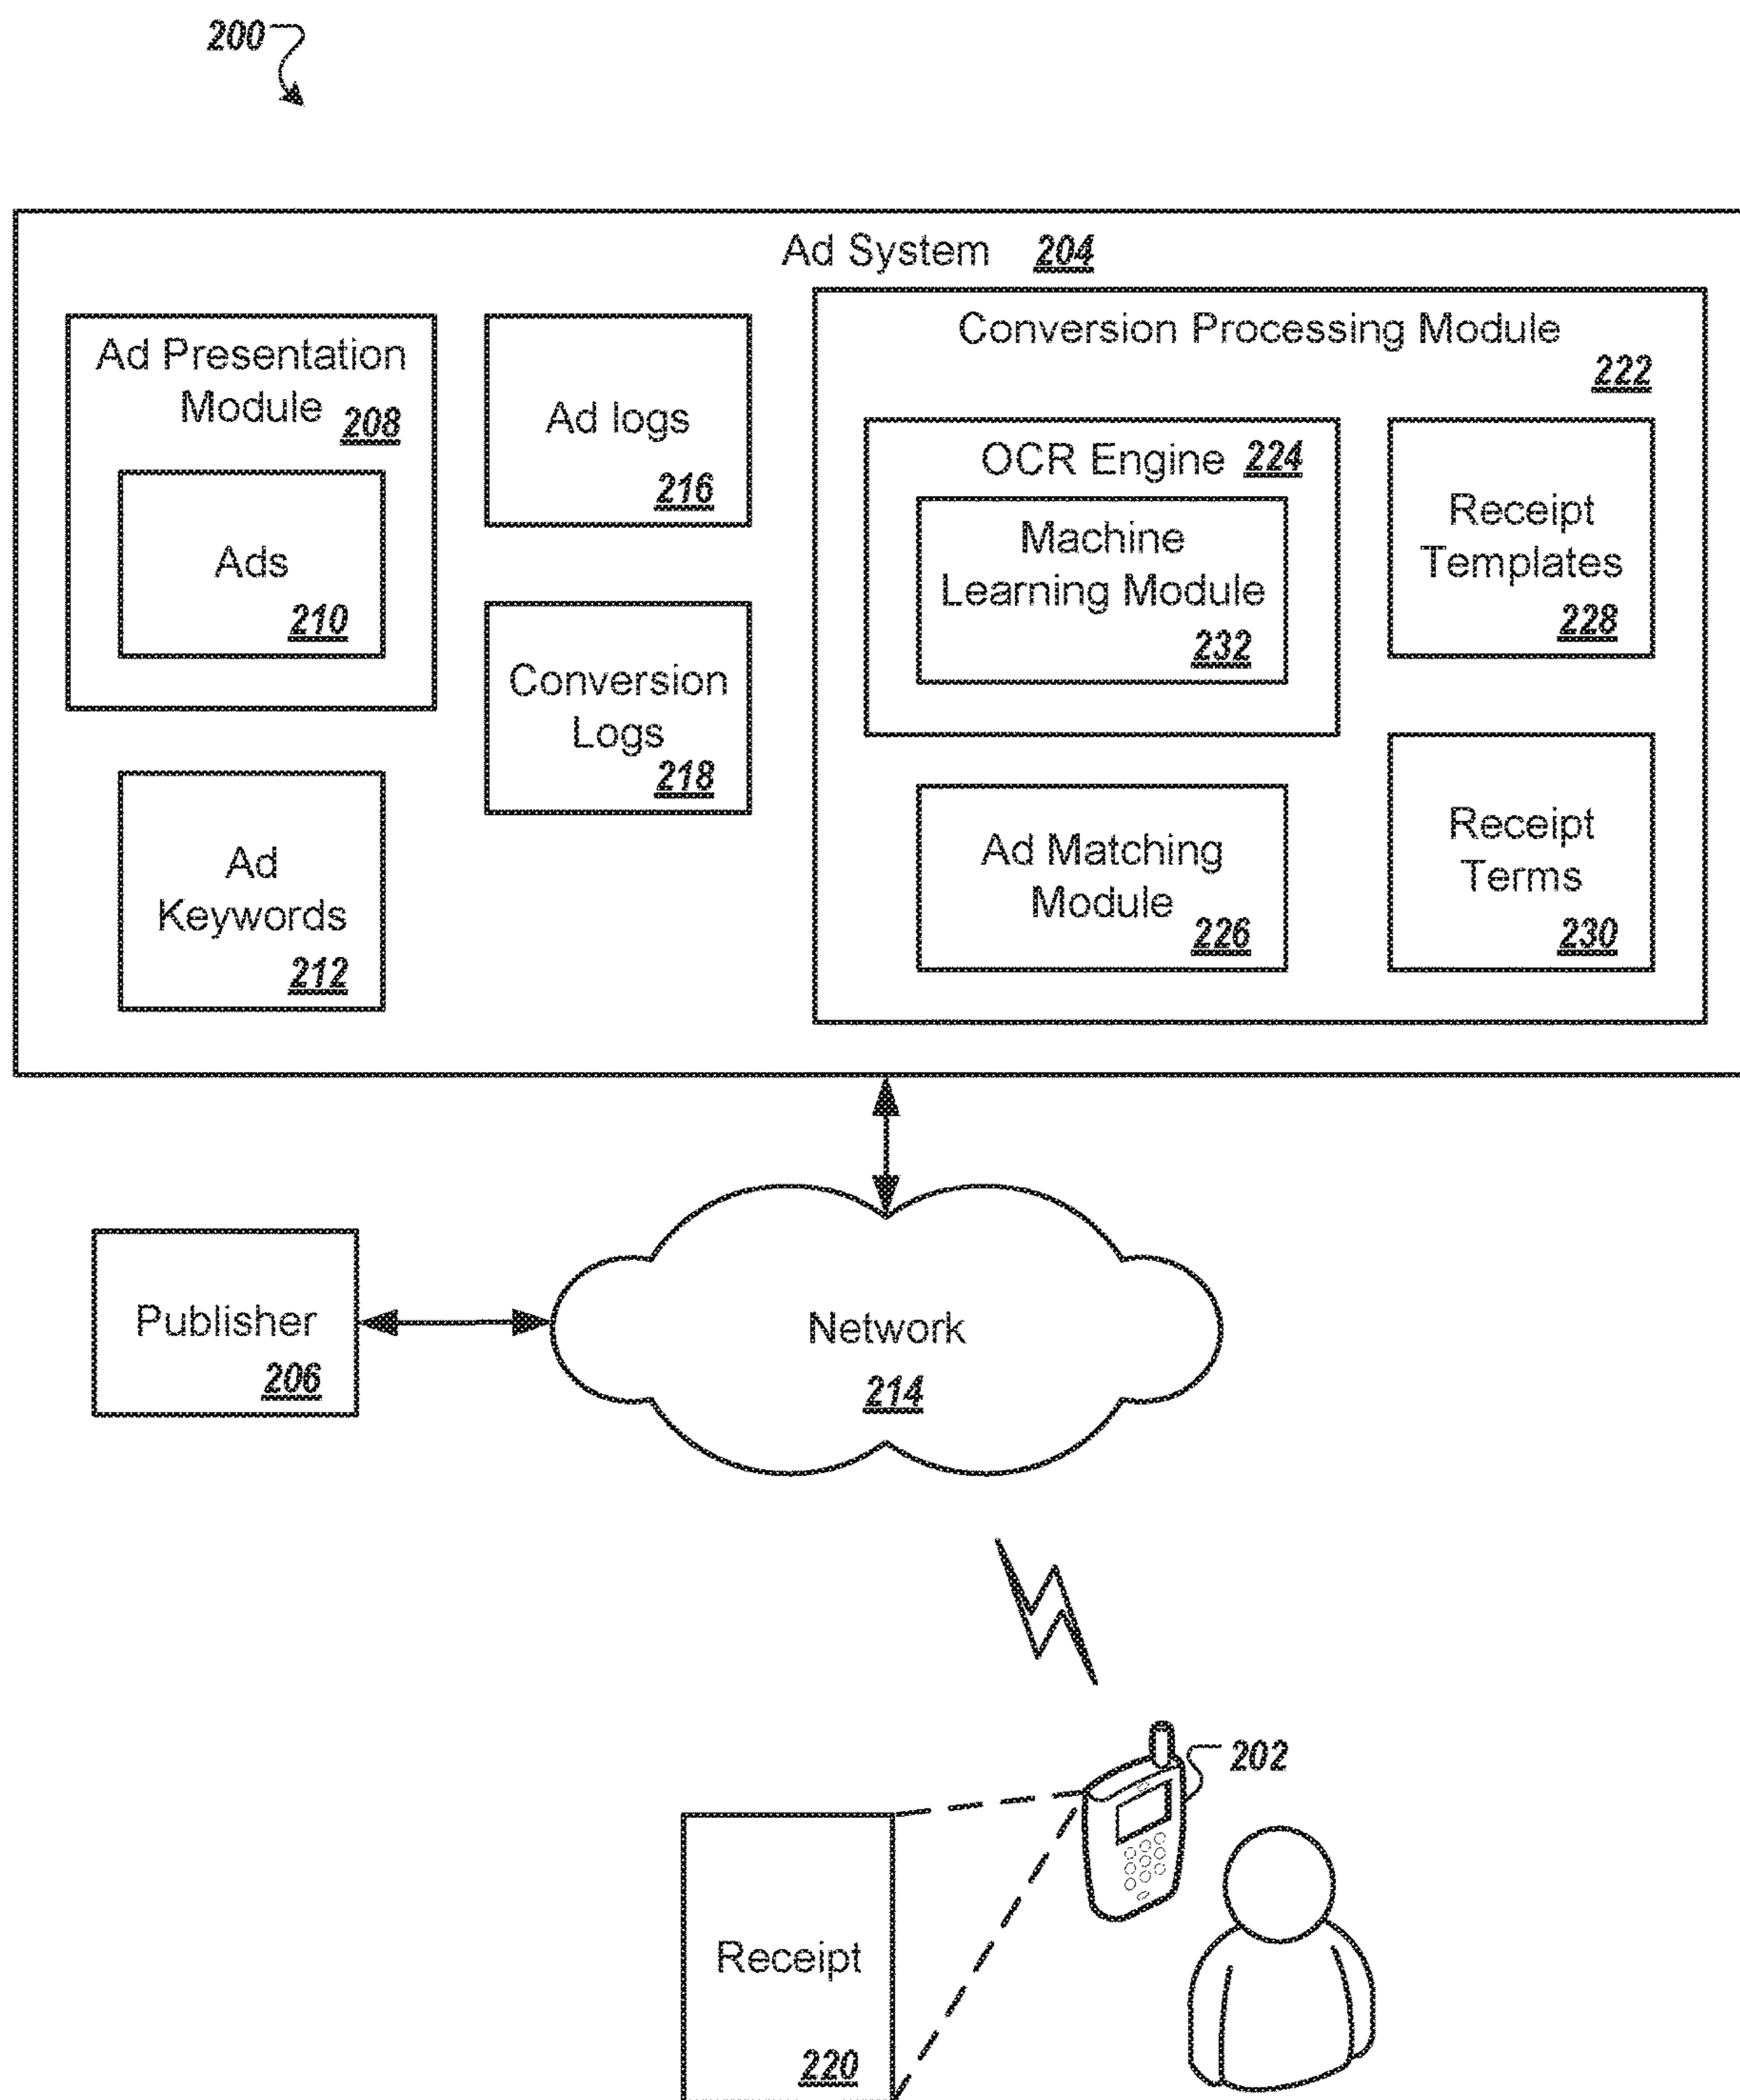 200
Ad System 204
Ad Presentation
Module 208
Ads
210
Ad
Keywords
212
Ad logs
216
Conversion
Logs
218
Conversion Processing Module
222
OCR Engine 224
Machine
Learning Module
232
Ad Matching
Module
226
Receipt
Templates
228
Receipt
Terms
230
Publisher
206
Network
214
202
Receipt
220